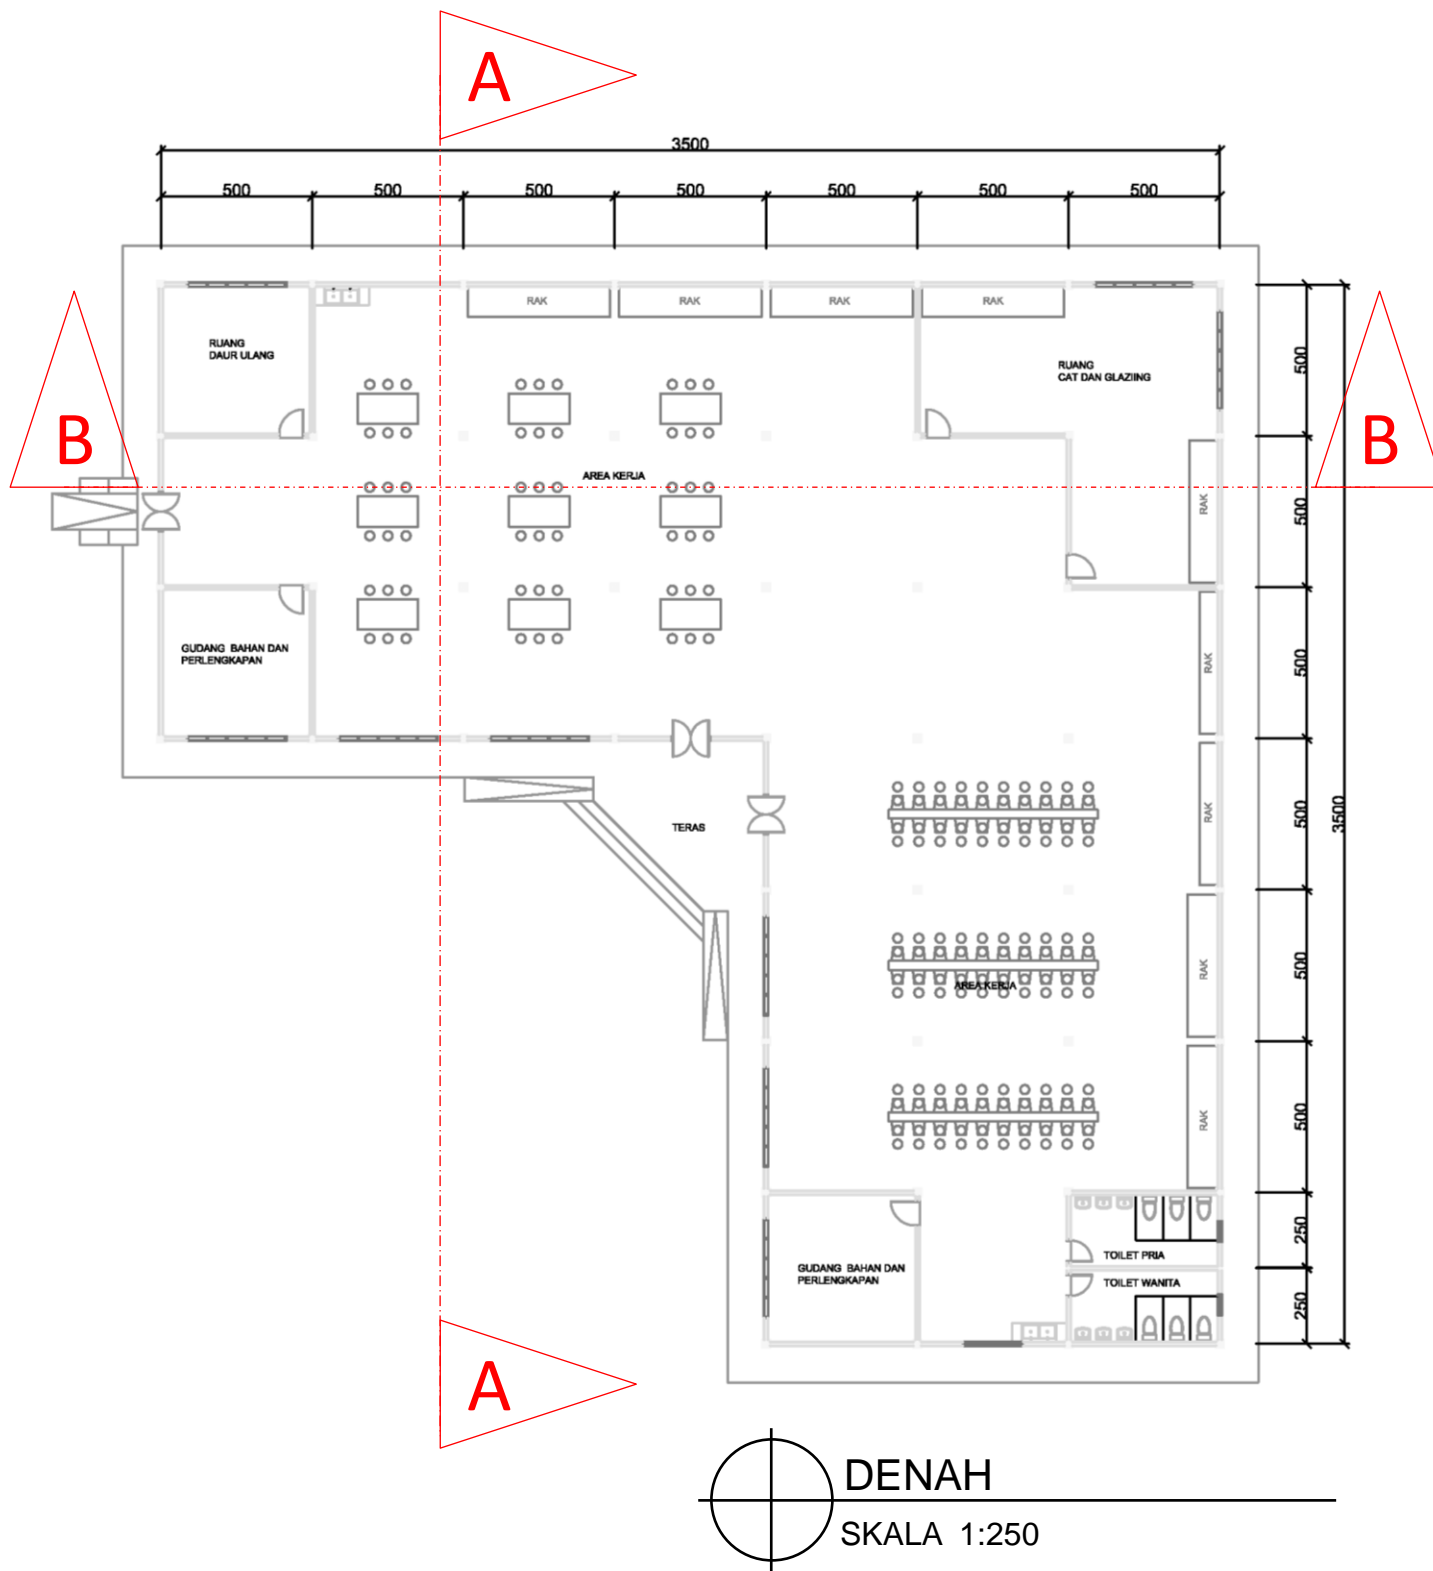 A
3500
500 500 500 500 500 500 500
RAK RAK RAK RAK
RUANG
DAUR ULANG
RUANG
CAT DAN GLAZIING
500
B
B
AREA KERJA
RAK
500
GUDANG BAHAN DAN
PERLENGKAPAN
RAK
500
TERAS
RAK
500
3500
AREA KERJA
RAK
500
RAK
500
250
TOILET PRIA
GUDANG BAHAN DAN
PERLENGKAPAN
TOILET WANITA
250
A
DENAH
SKALA 1:250